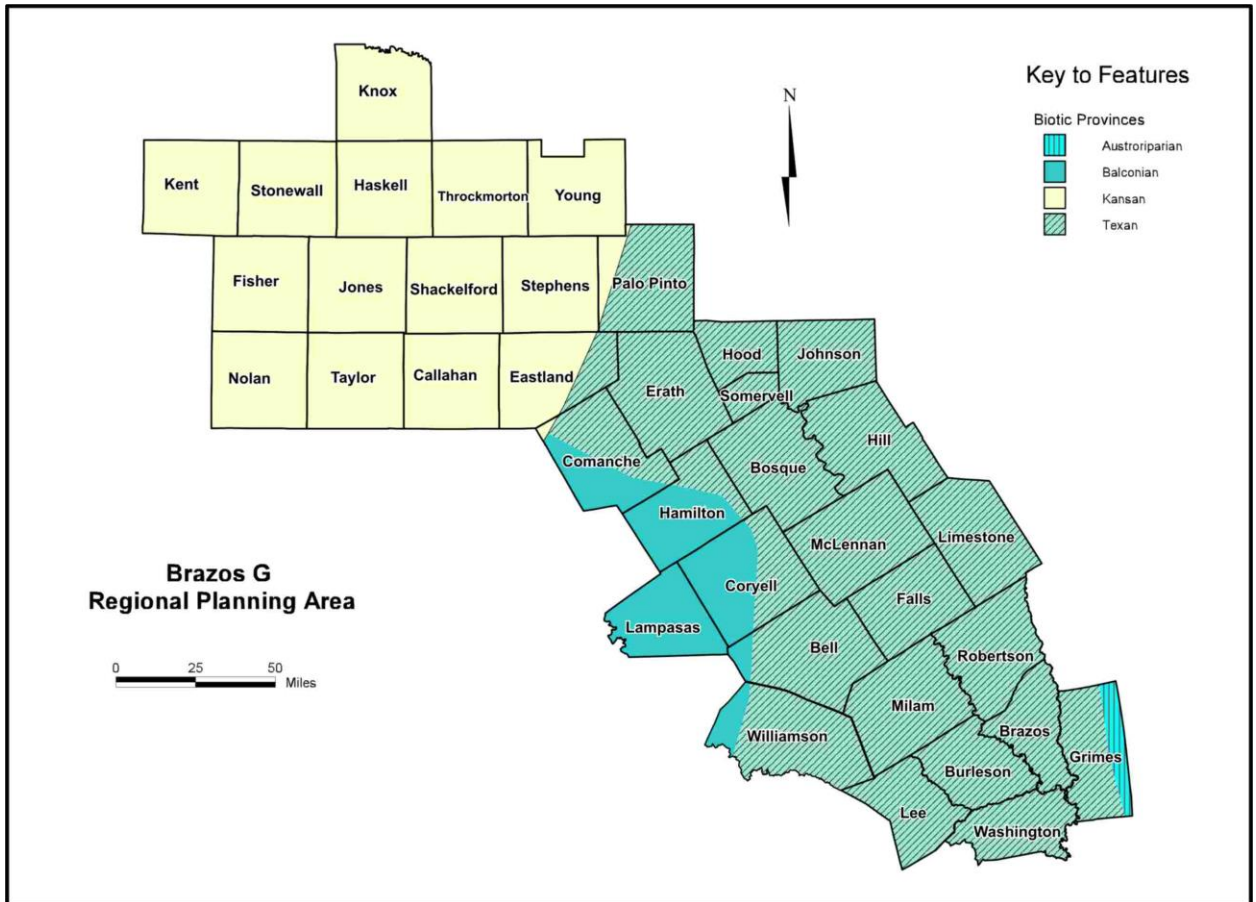 Key to Features
Biotic Provinces
Austroriparian
Balconian
Kansan
Texan
N
Knox
Kent
Stonewall
Haskell
Throckmorton
Young
Fisher
Jones
Shackelford
Stephens
Palo Pinto
Nolan
Taylor
Callahan
Eastland
Erath
Hood
Johnson
Somervell
Comanche
Bosque
Hill
Hamilton
McLennan
Limestone
Coryell
Falls
Lampasas
Bell
Robertson
Milam
Williamson
Brazos
Grimes
Burleson
Lee
Washington
Brazos G
Regional Planning Area
0 25 50
Miles